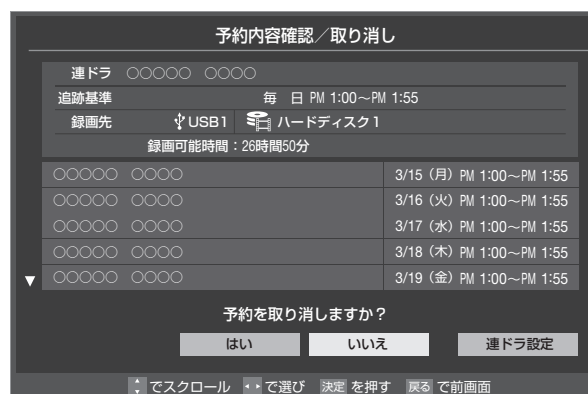 予約内容確認／取り消し
連ドラ ○○○○○ ○○○○
追跡基準 毎 日 PM 1:00～PM 1:55
録画先 USB1 ハードディスク1
録画可能時間：26時間50分
○○○○○ ○○○○ 3/15（月）PM 1:00～PM 1:55
○○○○○ ○○○○ 3/16（火）PM 1:00～PM 1:55
○○○○○ ○○○○ 3/17（水）PM 1:00～PM 1:55
○○○○○ ○○○○ 3/18（木）PM 1:00～PM 1:55
▼ ○○○○○ ○○○○ 3/19（金）PM 1:00～PM 1:55
予約を取り消しますか？
はい いいえ 連ドラ設定
でスクロール で選び 決定 を押す 戻る で前画面